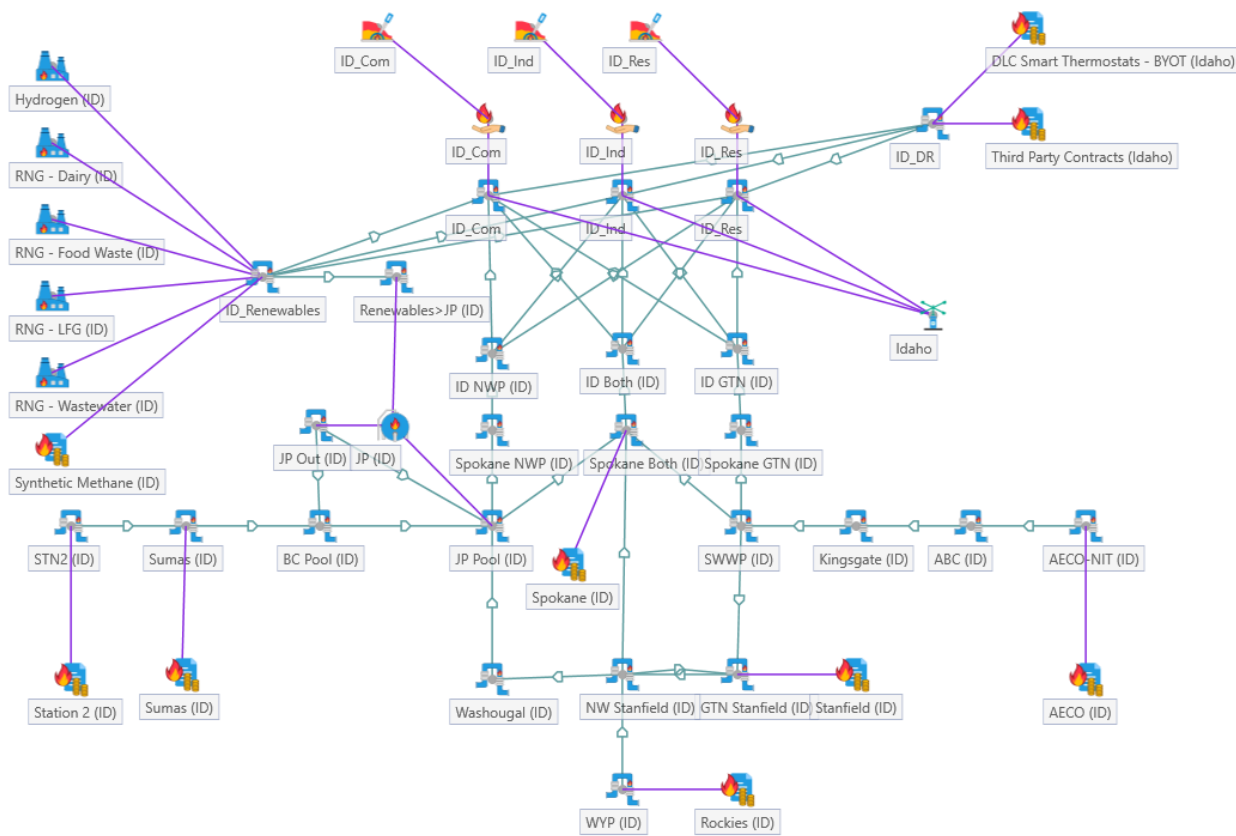 ID_Com
ID_Ind
ID_Res
DLC Smart Thermostats - BYOT (Idaho)
Hydrogen (ID)
ID_Com
ID_Ind
ID_Res
ID_DR
Third Party Contracts (Idaho)
RNG - Dairy (ID)
ID_Com
ID_Ind
ID_Res
RNG - Food Waste (ID)
ID_Renewables
Renewables>JP (ID)
RNG - LFG (ID)
Idaho
ID NWP (ID)
ID Both (ID)
ID GTN (ID)
RNG - Wastewater (ID)
JP Out (ID)
JP (ID)
Spokane NWP (ID)
Spokane Both (ID)
Spokane GTN (ID)
Synthetic Methane (ID)
STN2 (ID)
Sumas (ID)
BC Pool (ID)
JP Pool (ID)
SWWP (ID)
Kingsgate (ID)
ABC (ID)
AECO-NIT (ID)
Spokane (ID)
Station 2 (ID)
Sumas (ID)
Washougal (ID)
NW Stanfield (ID)
GTN Stanfield (ID)
Stanfield (ID)
AECO (ID)
WYP (ID)
Rockies (ID)